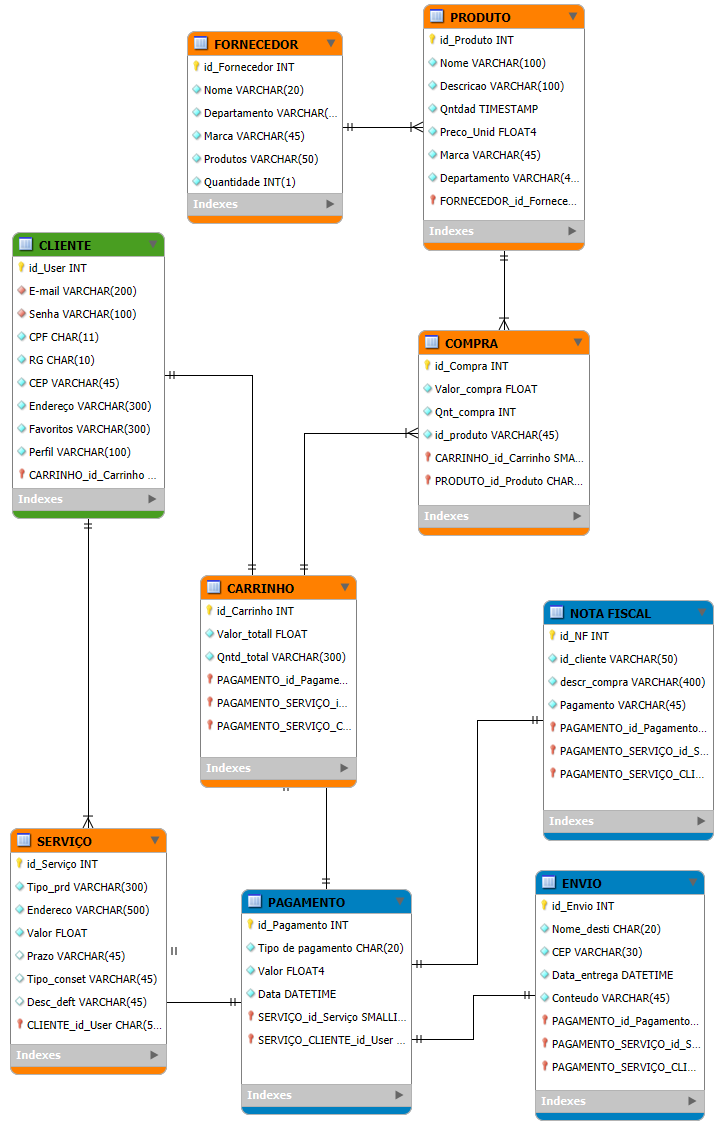 FORNECEDOR
id_Fornecedor INT
Nome VARCHAR(20)
Departamento VARCHAR(...
Marca VARCHAR(45)
Produtos VARCHAR(50)
Quantidade INT(1)
Indexes
PRODUTO
id_Produto INT
Nome VARCHAR(100)
Descricao VARCHAR(100)
Qntdad TIMESTAMP
Preco_Unid FLOAT4
Marca VARCHAR(45)
Departamento VARCHAR(4...
FORNECEDOR_id_Fornece...
Indexes
CLIENTE
id_User INT
E-mail VARCHAR(200)
Senha VARCHAR(100)
CPF CHAR(11)
RG CHAR(10)
CEP VARCHAR(45)
Endereço VARCHAR(300)
Favoritos VARCHAR(300)
Perfil VARCHAR(100)
CARRINHO_id_Carrinho ...
Indexes
COMPRA
id_Compra INT
Valor_compra FLOAT
Qnt_compra INT
id_produto VARCHAR(45)
CARRINHO_id_Carrinho SMA...
PRODUTO_id_Produto CHAR...
Indexes
CARRINHO
id_Carrinho INT
Valor_totall FLOAT
Qntd_total VARCHAR(300)
PAGAMENTO_id_Pagame...
PAGAMENTO_SERVIÇO_i...
PAGAMENTO_SERVIÇO_C...
Indexes
NOTA FISCAL
id_NF INT
id_cliente VARCHAR(50)
descr_compra VARCHAR(400)
Pagamento VARCHAR(45)
PAGAMENTO_id_Pagamento...
PAGAMENTO_SERVIÇO_id_S...
PAGAMENTO_SERVIÇO_CLI...
Indexes
SERVIÇO
id_Serviço INT
Tipo_prd VARCHAR(300)
Endereco VARCHAR(500)
Valor FLOAT
Prazo VARCHAR(45)
Tipo_conset VARCHAR(45)
Desc_deft VARCHAR(45)
CLIENTE_id_User CHAR(5...
Indexes
PAGAMENTO
id_Pagamento INT
Tipo de pagamento CHAR(20)
Valor FLOAT4
Data DATETIME
SERVIÇO_id_Serviço SMALLI...
SERVIÇO_CLIENTE_id_User ...
Indexes
ENVIO
id_Envio INT
Nome_desti CHAR(20)
CEP VARCHAR(30)
Data_entrega DATETIME
Conteudo VARCHAR(45)
PAGAMENTO_id_Pagamento...
PAGAMENTO_SERVIÇO_id_S...
PAGAMENTO_SERVIÇO_CLI...
Indexes